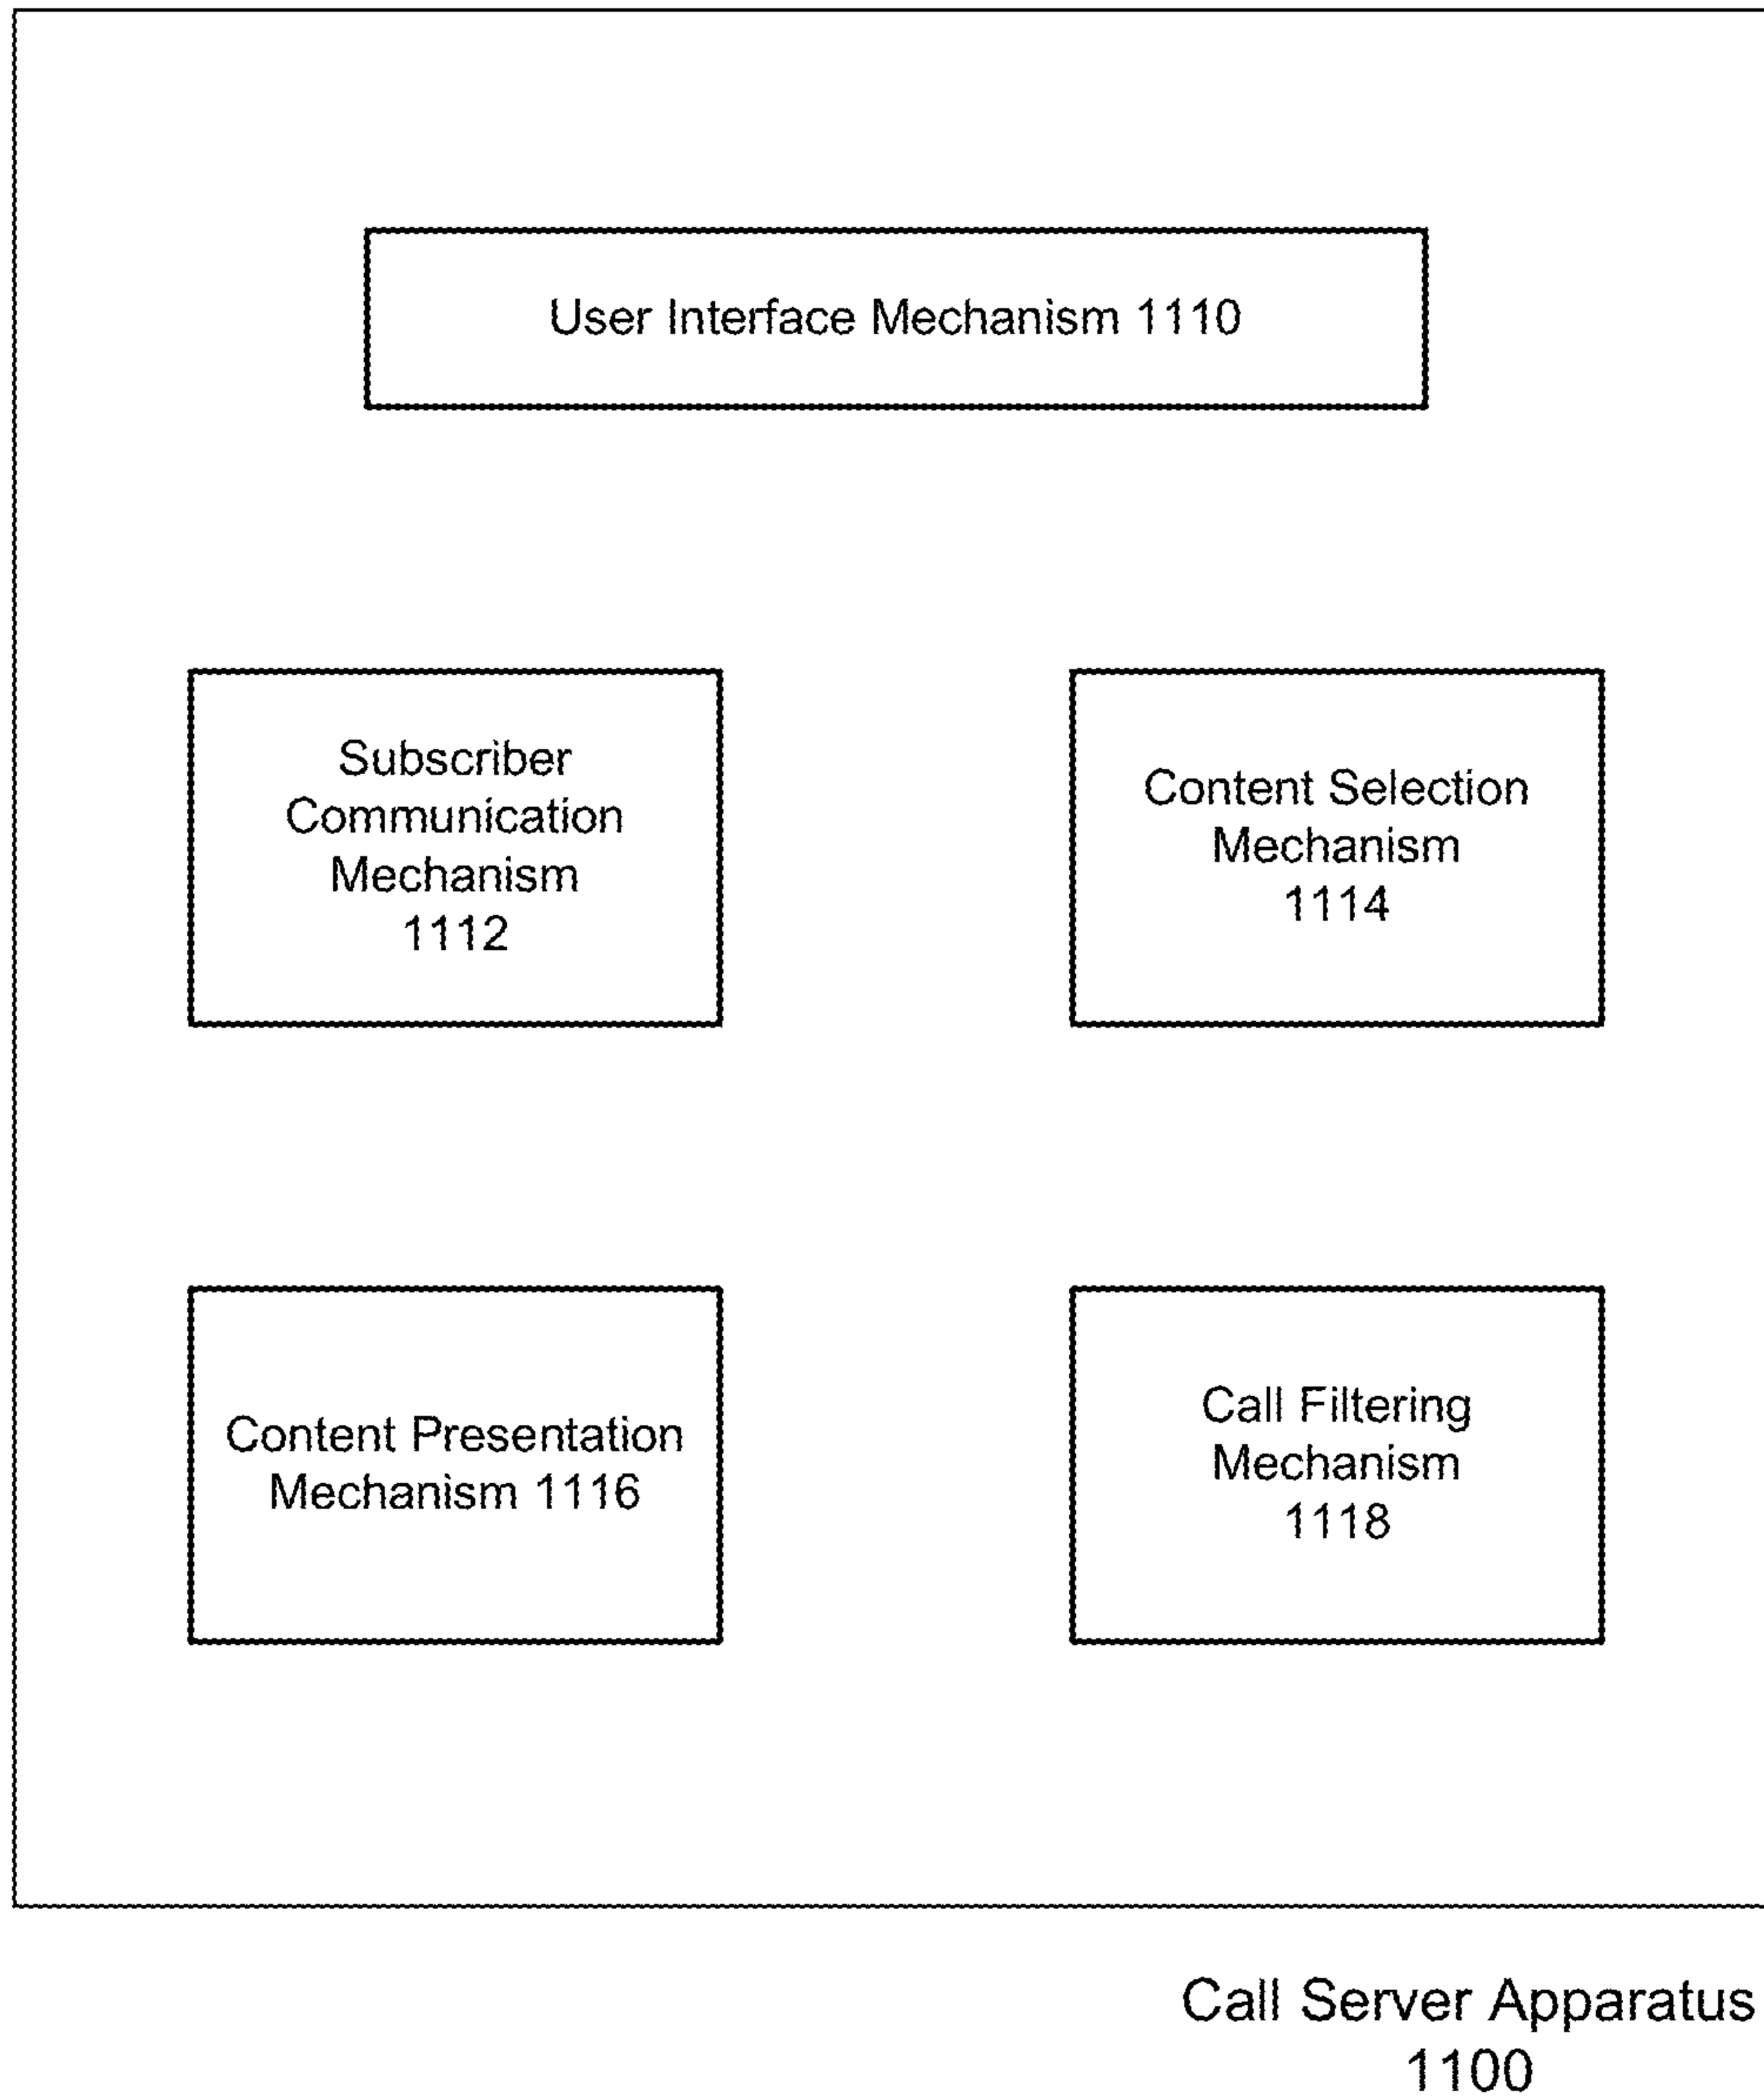 User Interface Mechanism 1110
Subscriber
Communication
Mechanism
1112
Content Selection
Mechanism
1114
Content Presentation
Mechanism 1116
Call Filtering
Mechanism
1118
Call Server Apparatus
1100